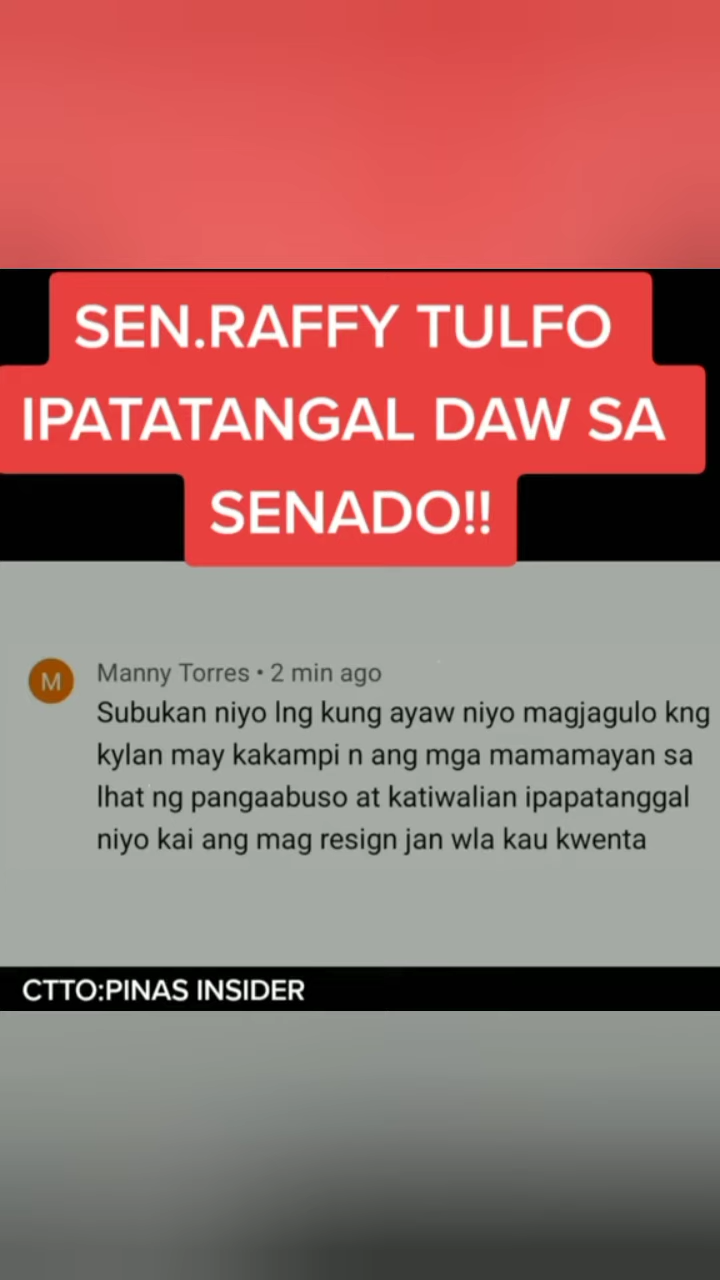 SEN.RAFFY TULFO
IPATATANGAL DAW SA
SENADO!!
M
Manny Torres • 2 min ago
Subukan niyo lng kung ayaw niyo magjagulo kng
kylan may kakampi n ang mga mamamayan sa
lhat ng pangaabuso at katiwalian ipapatanggal
niyo kai ang mag resign jan wla kau kwenta
CTTO:PINAS INSIDER